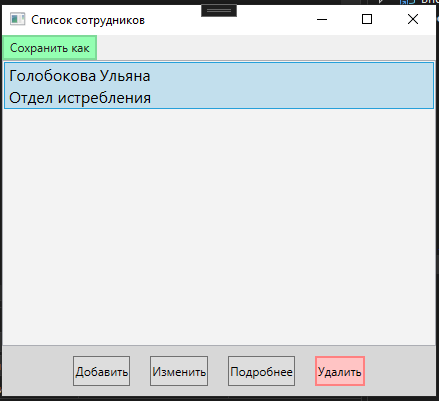 Список сотрудников
Сохранить как
Голобокова Ульяна
Отдел истребления
Добавить Изменить Подробнее Удалить